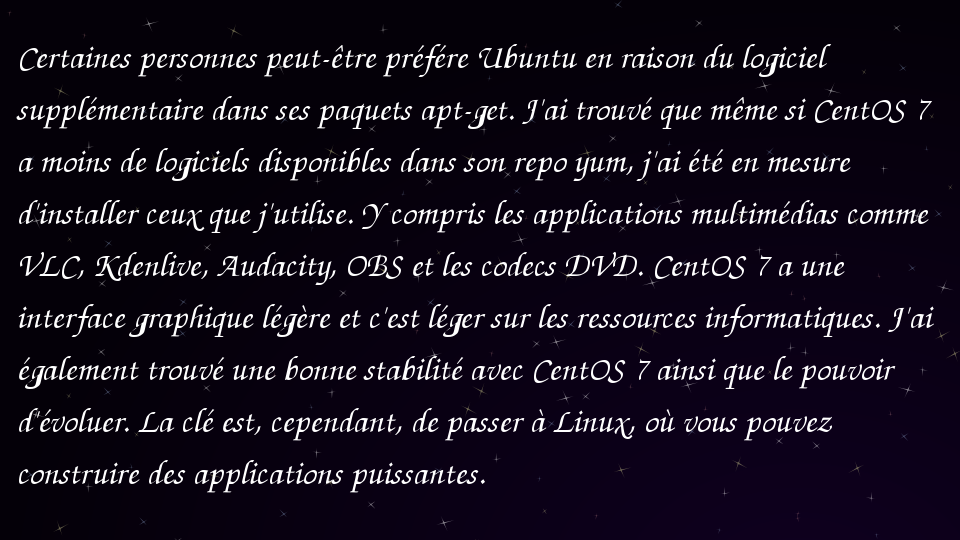 Certaines personnes peut-être préfére Ubuntu en raison du logiciel
supplémentaire dans ses paquets apt-get. J'ai trouvé que même si CentOS 7
a moins de logiciels disponibles dans son repo yum, j'ai été en mesure
d'installer ceux que j'utilise. Y compris les applications multimédias comme
VLC, Kdenlive, Audacity, OBS et les codecs DVD. CentOS 7 a une
interface graphique légère et c'est léger sur les ressources informatiques. J'ai
également trouvé une bonne stabilité avec CentOS 7 ainsi que le pouvoir
d'évoluer. La clé est, cependant, de passer à Linux, où vous pouvez
construire des applications puissantes.